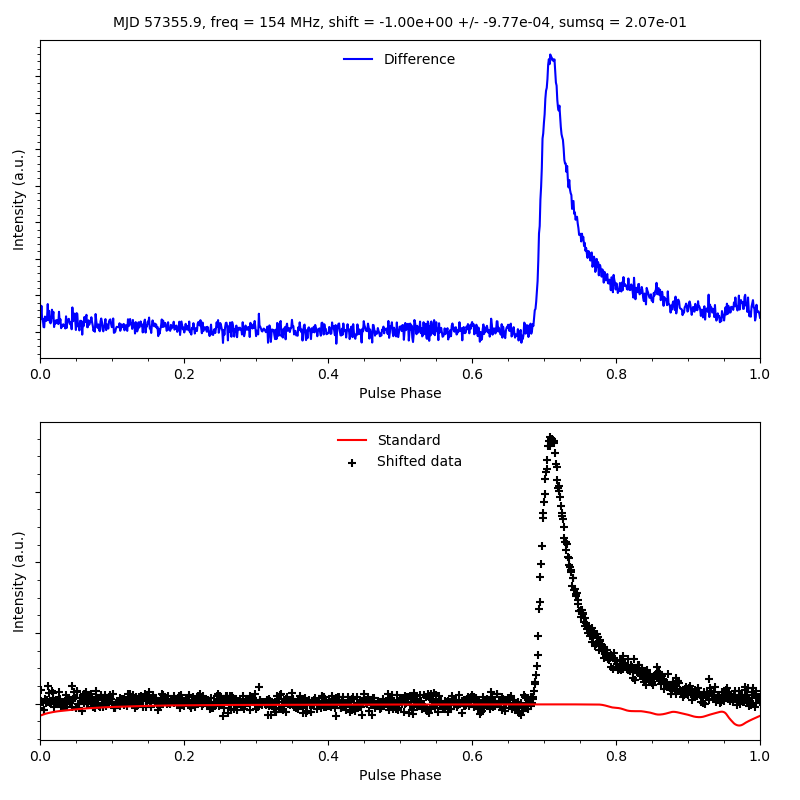 MJD 57355.9, freq = 154 MHz, shift = -1.00e+00 +/- -9.77e-04, sumsq = 2.07e-01
Difference
Intensity (a.u.)
0.0 0.2 0.4 0.6 0.8 1.0
Pulse Phase
Standard
Shifted data
Intensity (a.u.)
0.0 0.2 0.4 0.6 0.8 1.0
Pulse Phase